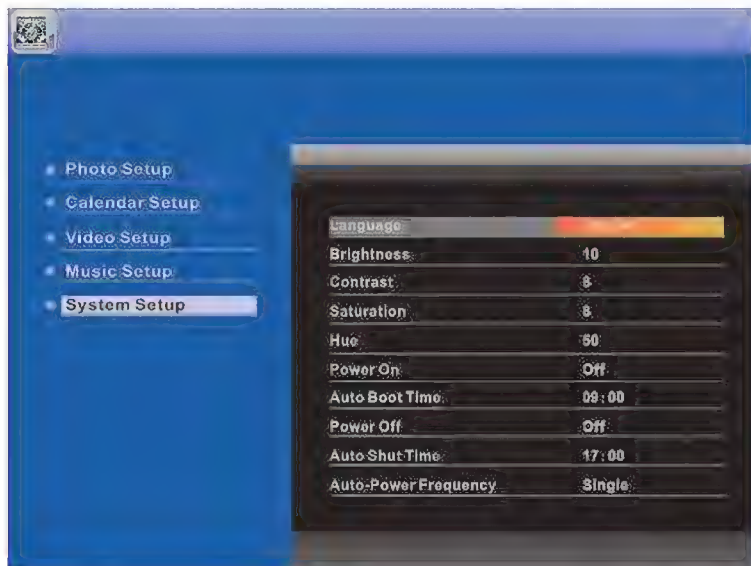 Photo Setup
Calendar Setup
Video Setup
Music Setup
System Setup
Language
Brightness 10
Contrast 8
Saturation 8
Hue 50
Power On Off
Auto Boot Time 09:00
Power Off Off
Auto Shut Time 17:00
Auto-Power Frequency Single